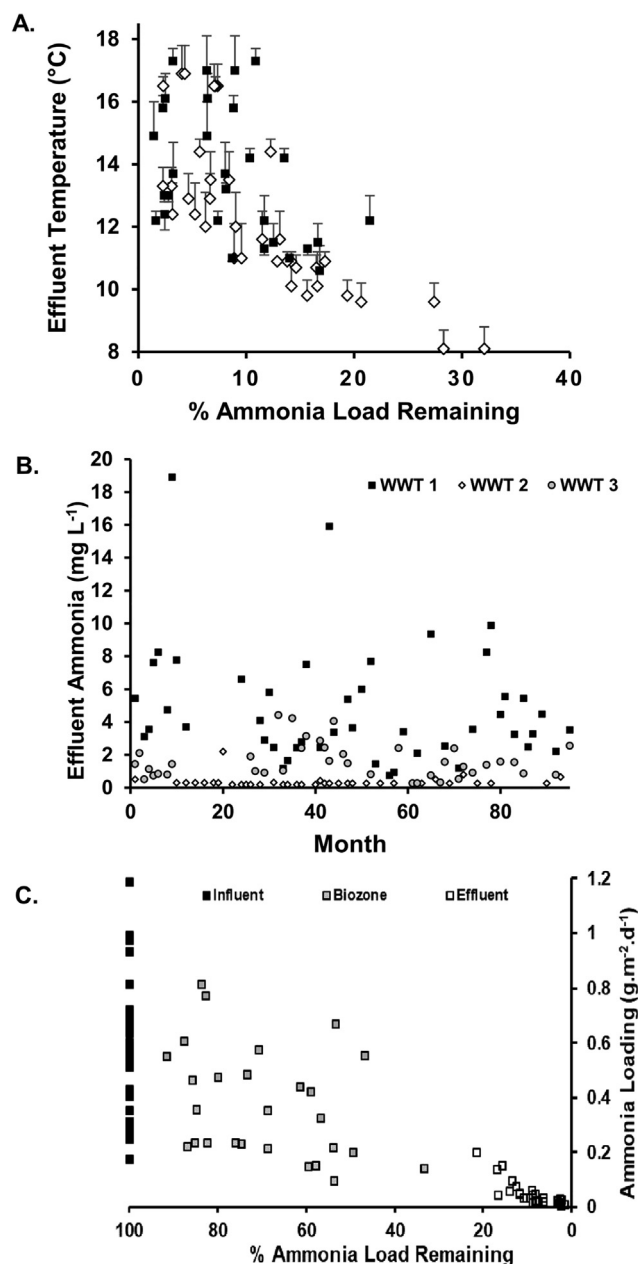 A.
Effluent Temperature (°C)
18
16
14
12
10
8
0 10 20 30 40
% Ammonia Load Remaining
B.
Effluent Ammonia (mg L-1)
20
18
16
14
12
10
8
6
4
2
0
WWT 1 WWT 2 WWT 3
0 20 40 60 80
Month
C.
Influent Biozone Effluent
1.2
1
0.8
0.6
0.4
0.2
0
Ammonia Loading (g.m-2.d-1)
100 80 60 40 20 0
% Ammonia Load Remaining